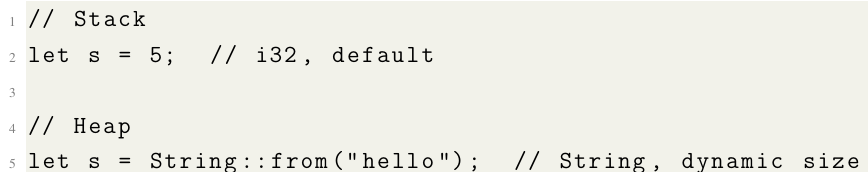 1 // Stack
2 let s = 5;  // i32, default
3
4 // Heap
5 let s = String::from("hello");  // String, dynamic size